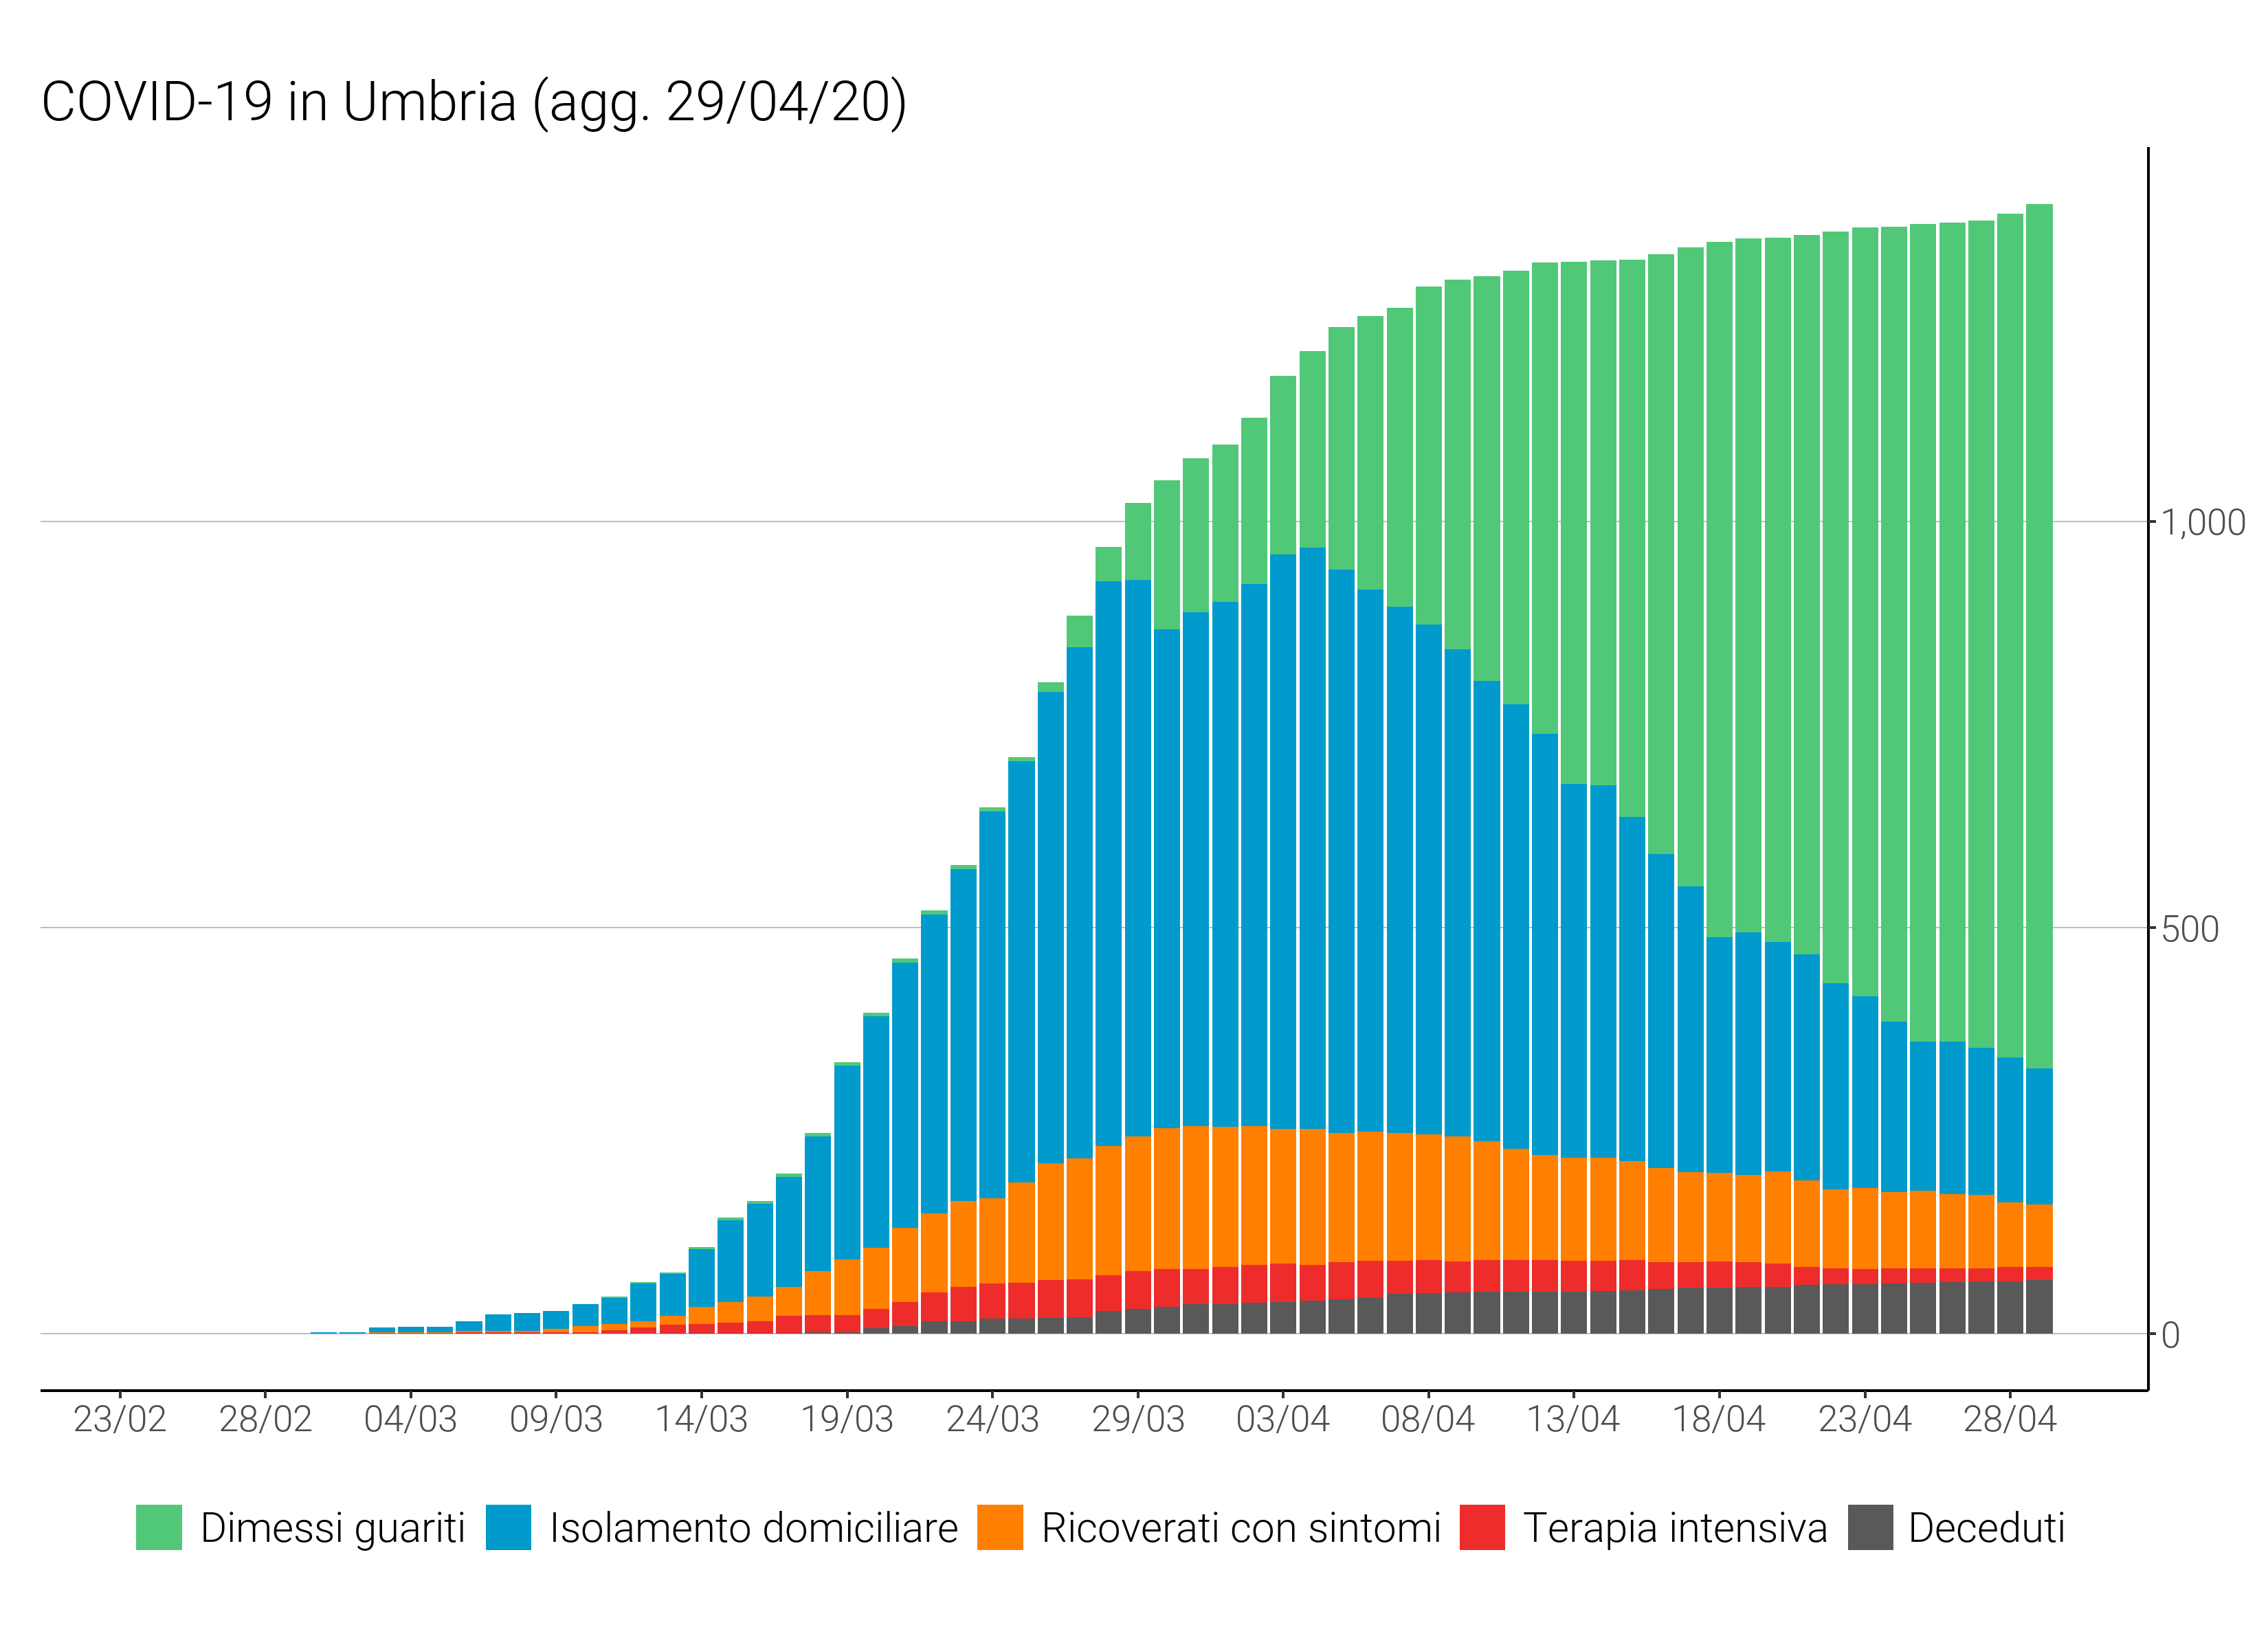 COVID-19 in Umbria (agg. 29/04/20)
1,000
500
0
23/02 28/02 04/03 09/03 14/03 19/03 24/03 29/03 03/04 08/04 13/04 18/04 23/04 28/04
Dimessi guariti Isolamento domiciliare Ricoverati con sintomi Terapia intensiva Deceduti